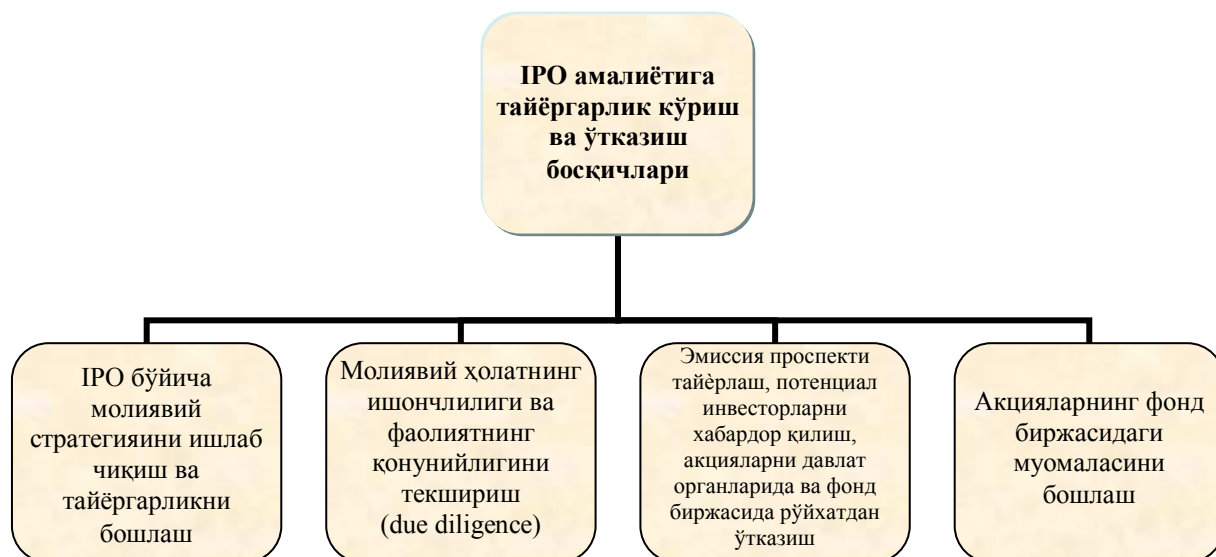 IPO амалиётига
тайёргарлик кўриш
ва ўтказиш
босқичлари
IPO бўйича
молиявий
стратегияини ишлаб
чиқиш ва
тайёргарликни
бошлаш
Молиявий ҳолатнинг
ишончлилиги ва
фаолиятнинг
қонунийлигини
текшириш
(due diligence)
Эмиссия проспекти
тайѐрлаш, потенциал
инвесторларни
хабардор қилиш,
акцияларни давлат
органларида ва фонд
биржасида рўйхатдан
ўтказиш
Акцияларнинг фонд
биржасидаги
муомаласини
бошлаш